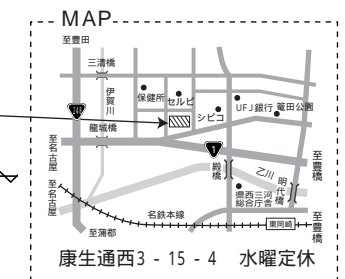 MAP
至豊田
三清橋
伊賀川
保健所
セルビ
シビコ
UFJ銀行
篭田公園
248
龍城橋
1
至名古屋
至名古屋
殿橋
乙川
明代橋
至豊橋
県西三河
総合庁舎
名鉄本線
東岡崎
至豊橋
至蒲郡
康生通西3-15-4 水曜定休